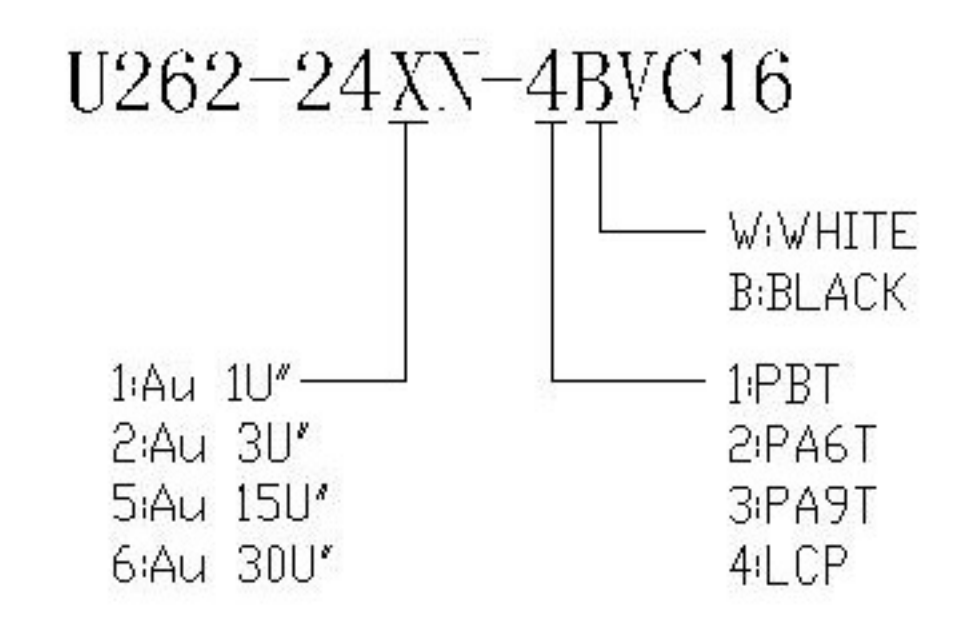 U262-24XN-4BVC16
W:WHITE
B:BLACK
1:Au 1U"
2:Au 3U"
5:Au 15U"
6:Au 30U"
1:PBT
2:PA6T
3:PA9T
4:LCP